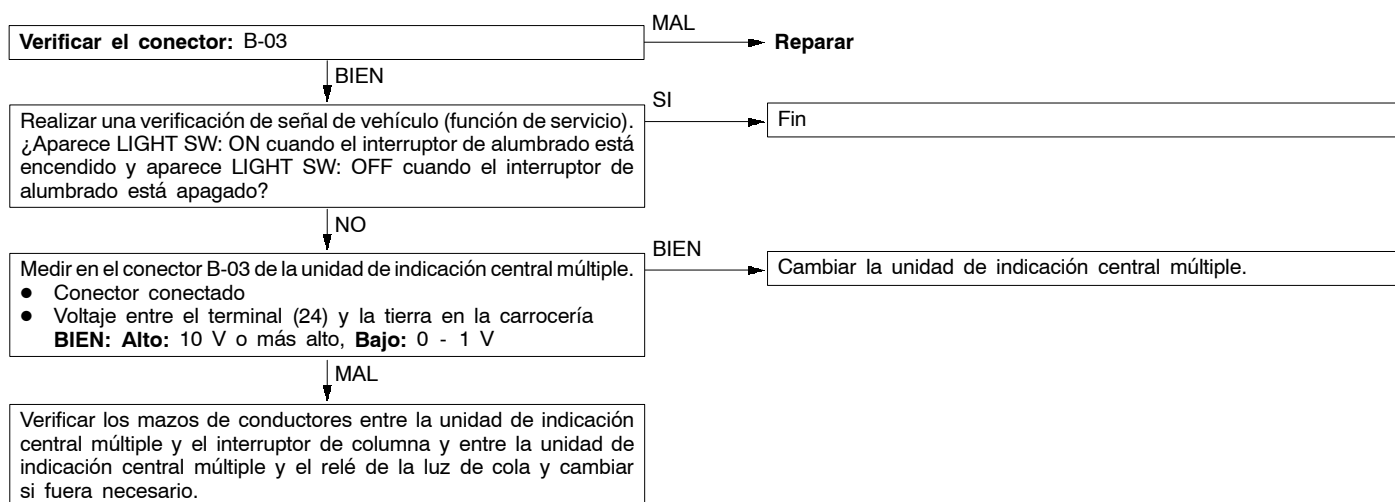 Verificar el conector: B-03
MAL
Reparar
BIEN
Realizar una verificación de señal de vehículo (función de servicio).
¿Aparece LIGHT SW: ON cuando el interruptor de alumbrado está
encendido y aparece LIGHT SW: OFF cuando el interruptor de
alumbrado está apagado?
SI
Fin
NO
Medir en el conector B-03 de la unidad de indicación central múltiple.
● Conector conectado
● Voltaje entre el terminal (24) y la tierra en la carrocería
BIEN: Alto: 10 V o más alto, Bajo: 0 - 1 V
BIEN
Cambiar la unidad de indicación central múltiple.
MAL
Verificar los mazos de conductores entre la unidad de indicación
central múltiple y el interruptor de columna y entre la unidad de
indicación central múltiple y el relé de la luz de cola y cambiar
si fuera necesario.